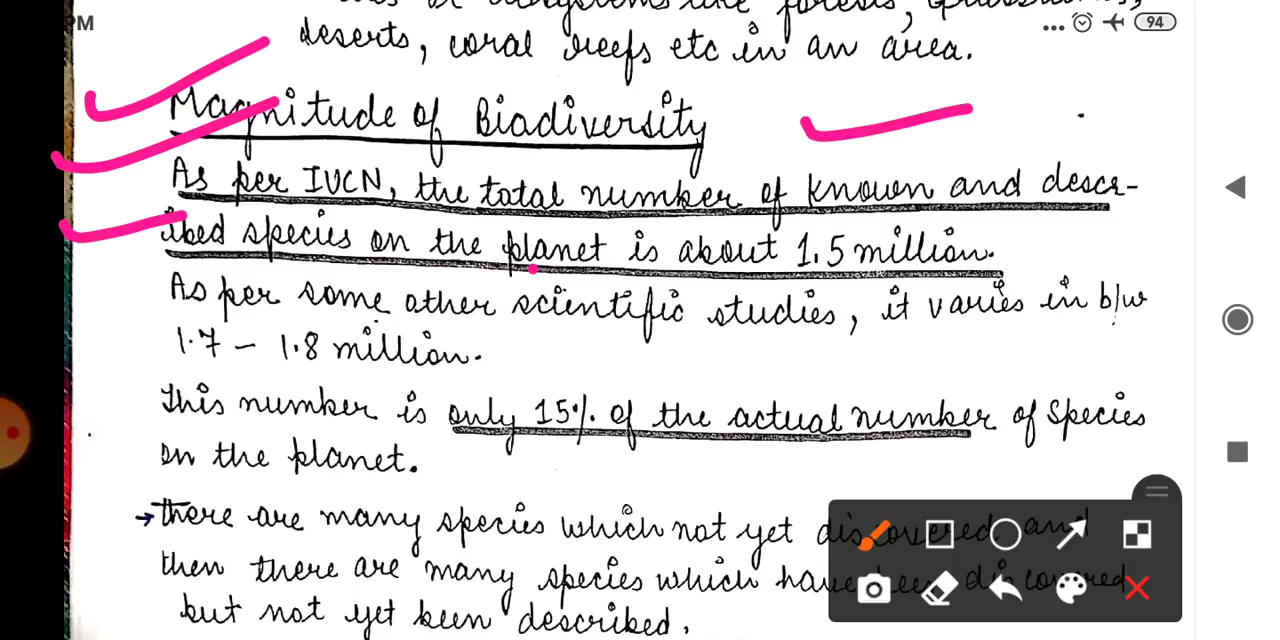 PM
94
deserts, coral reefs etc in an area.
Magnitude of Biodiversity
As per IUCN, the total number of known and descr-
ibed species on the planet is about 1.5 million.
As per some other scientific studies, it varies in b/w
1.7 - 1.8 million.
This number is only 15% of the actual number of species
on the planet.
→ there are many species which not yet discovered and
then there are many species which have been discovered
but not yet been described.